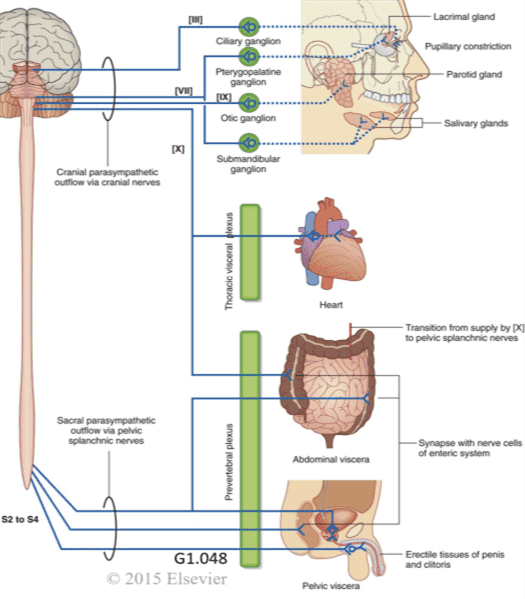 [III]
Ciliary ganglion
Pterygopalatine
ganglion
[VII]
[IX]
Otic ganglion
[X]
Submandibular
ganglion
Lacrimal gland
Pupillary constriction
Parotid gland
Salivary glands
Cranial parasympathetic
outflow via cranial nerves
Thoracic visceral plexus
Heart
Transition from supply by [X]
to pelvic splanchnic nerves
Prevertebral plexus
Abdominal viscera
Synapse with nerve cells
of enteric system
Sacral parasympathetic
outflow via pelvic
splanchnic nerves
S2 to S4
Erectile tissues of penis
and clitoris
G1.048
© 2015 Elsevier
Pelvic viscera